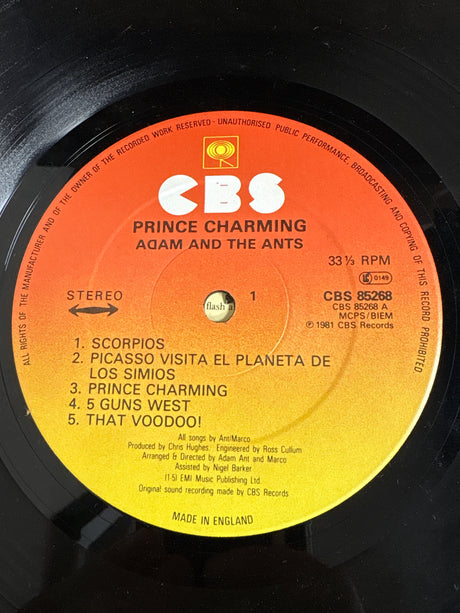 ALL RIGHTS OF THE MANUFACTURER AND OF THE OWNER OF THE RECORDED WORK RESERVED - UNAUTHORISED PUBLIC PERFORMANCE, BROADCASTING AND COPYING OF THIS RECORD PROHIBITED.
CBS
PRINCE CHARMING
ADAM AND THE ANTS
33⅓ RPM
0149
STEREO
flash a
1
CBS 85268
CBS 85268 A
MCPS/BIEM
℗ 1981 CBS Records
1. SCORPIOS
2. PICASSO VISITA EL PLANETA DE
LOS SIMIOS
3. PRINCE CHARMING
4. 5 GUNS WEST
5. THAT VOODOO!
All songs by Ant/Marco
Produced by Chris Hughes. Engineered by Ross Cullum
Arranged & Directed by Adam Ant and Marco
Assisted by Nigel Barker
(1-5) EMI Music Publishing Ltd.
Original sound recording made by CBS Records
MADE IN ENGLAND